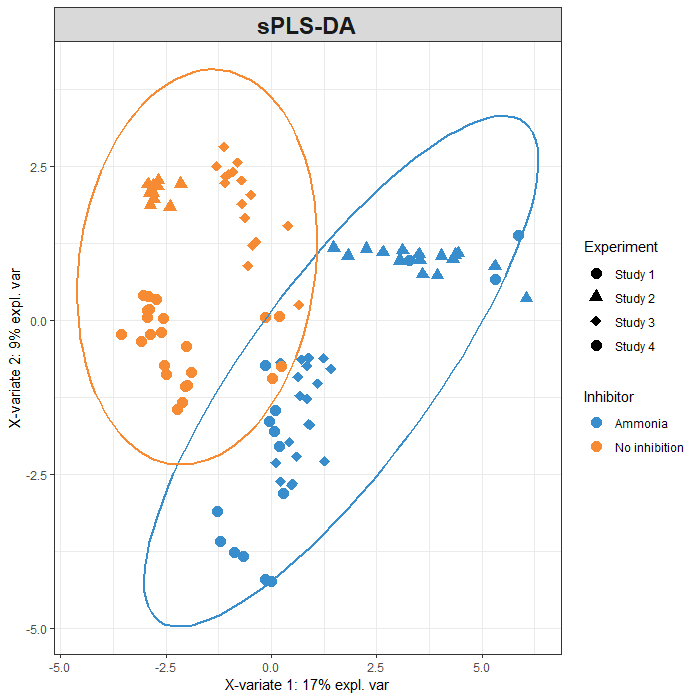 sPLS-DA
X-variate 2: 9% expl. var
2.5
0.0
-2.5
-5.0
-5.0 -2.5 0.0 2.5 5.0
X-variate 1: 17% expl. var
Experiment
Study 1
Study 2
Study 3
Study 4
Inhibitor
Ammonia
No inhibition